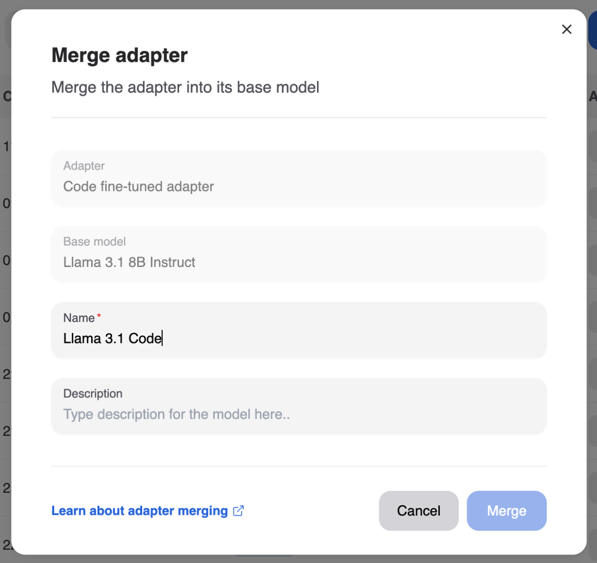 Merge adapter
Merge the adapter into its base model
Adapter
Code fine-tuned adapter
Base model
Llama 3.1 8B Instruct
Name*
Llama 3.1 Code
Description
Type description for the model here..
Learn about adapter merging
Cancel
Merge